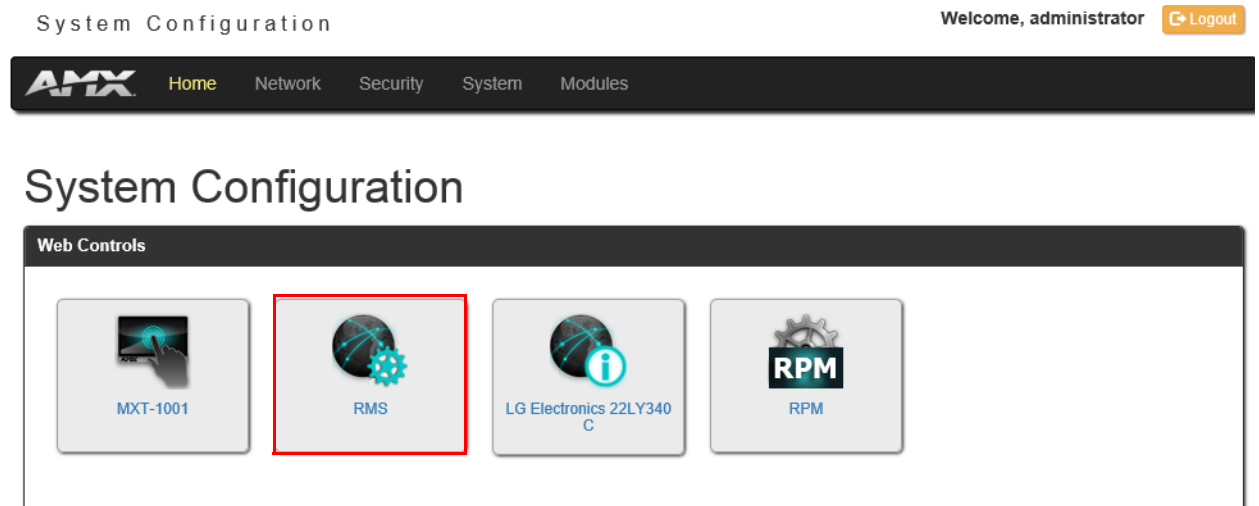 System Configuration
Welcome, administrator
Logout
AMX
Home Network Security System Modules
System Configuration
Web Controls
AMX
MXT-1001
RMS
i
LG Electronics 22LY340
C
RPM
RPM